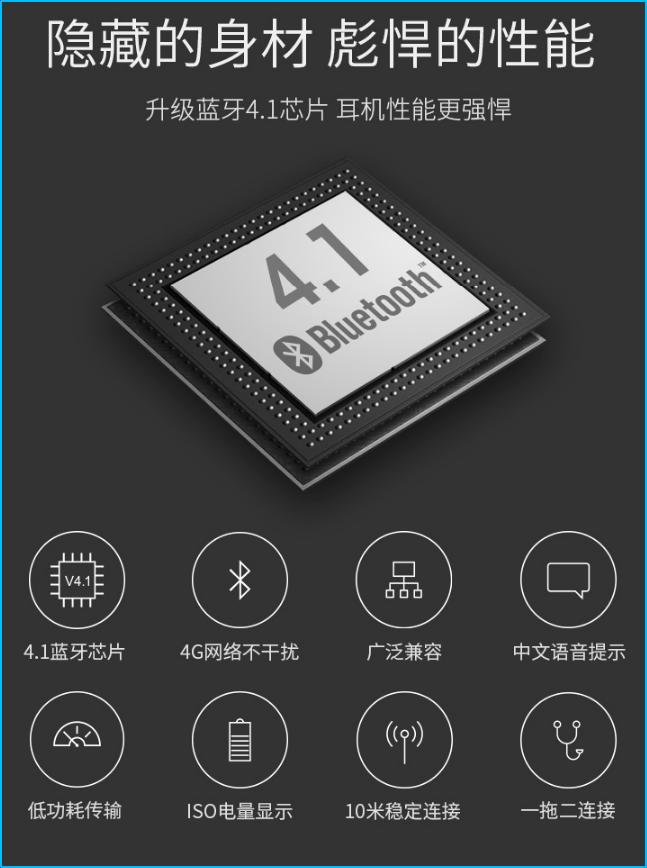 隐藏的身材 彪悍的性能
升级蓝牙4.1芯片 耳机性能更强悍
4.1
Bluetooth™
V4.1
4.1蓝牙芯片
4G网络不干扰
广泛兼容
中文语音提示
低功耗传输
ISO电量显示
10米稳定连接
一拖二连接